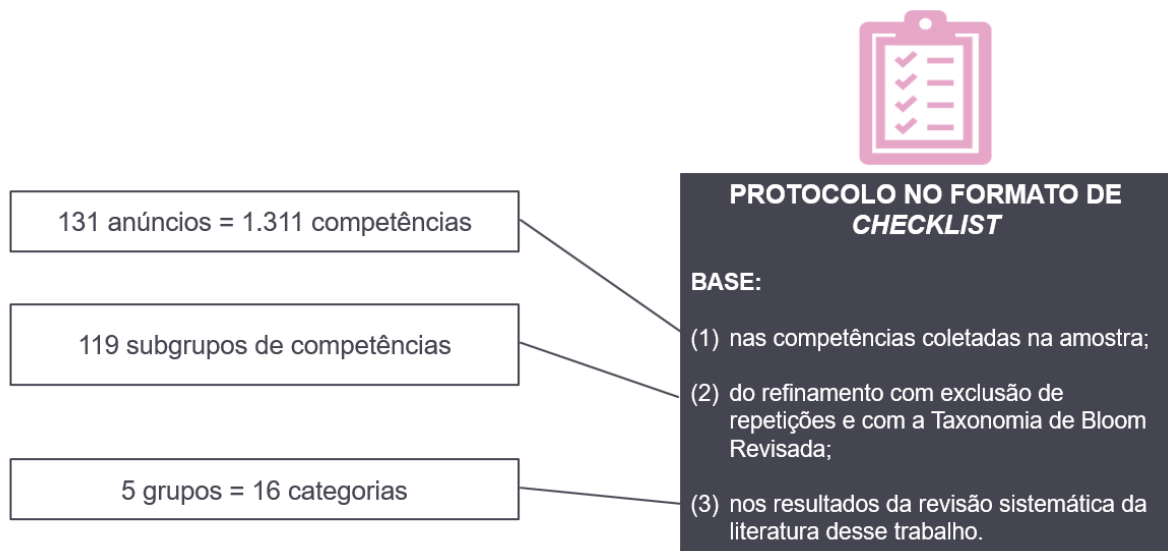 131 anúncios = 1.311 competências
119 subgrupos de competências
5 grupos = 16 categorias
PROTOCOLO NO FORMATO DE
CHECKLIST
BASE:
(1) nas competências coletadas na amostra;
(2) do refinamento com exclusão de
repetições e com a Taxonomia de Bloom
Revisada;
(3) nos resultados da revisão sistemática da
literatura desse trabalho.